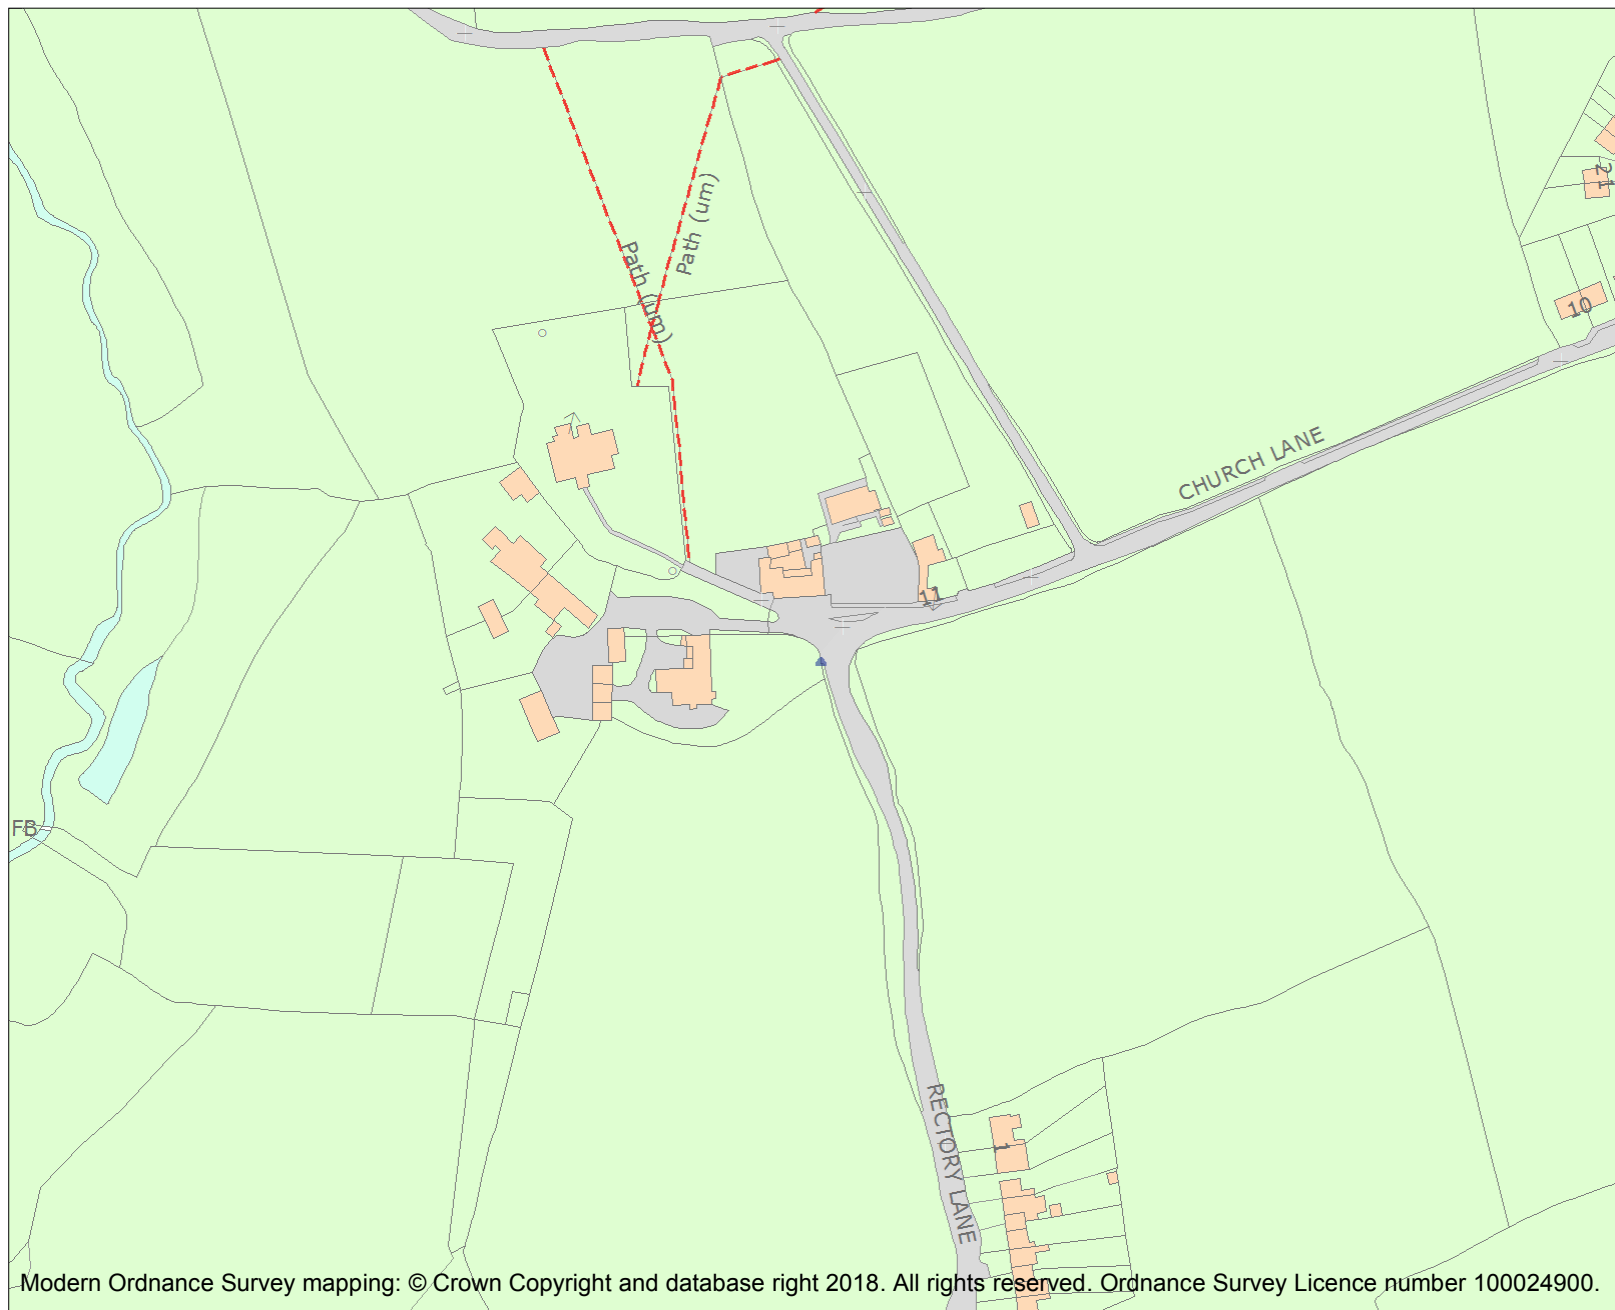 Path (um)
Path (um)
21
10
CHURCH LANE
11
FB
RECTORY LANE
1
Modern Ordnance Survey mapping: © Crown Copyright and database right 2018. All rights reserved. Ordnance Survey Licence number 100024900.